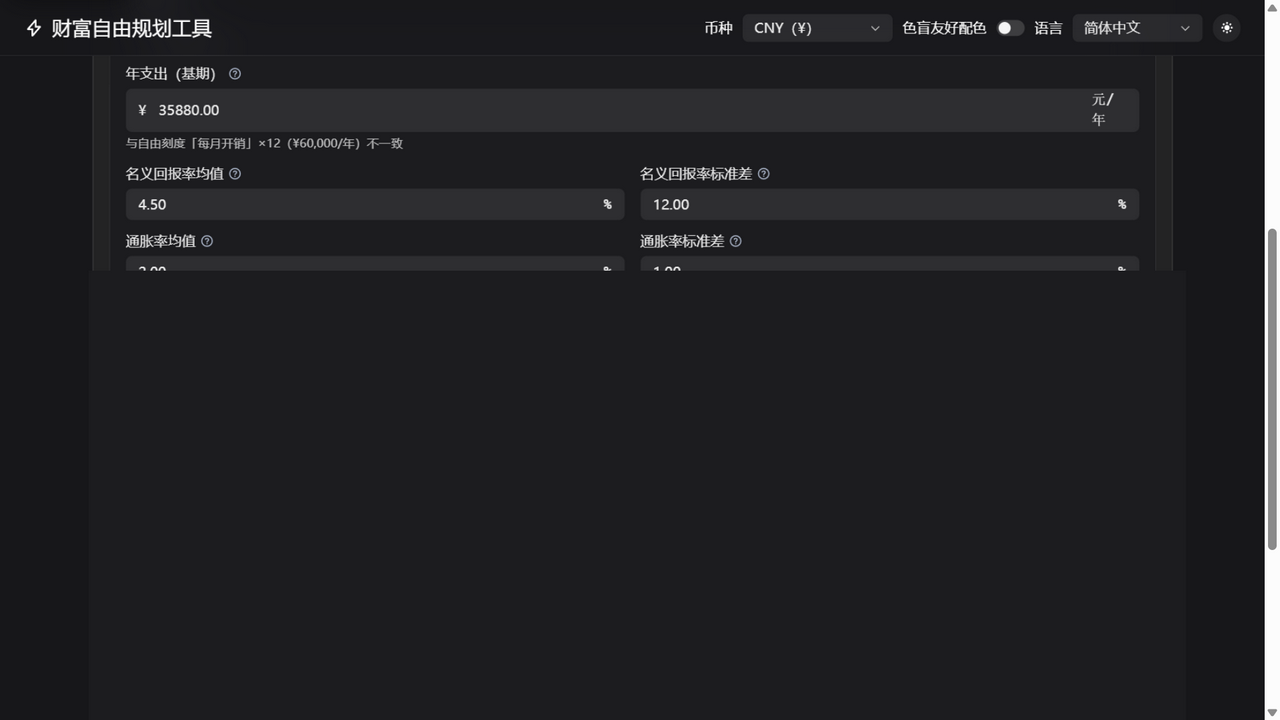 财富自由规划工具
币种 CNY（¥） 色盲友好配色 语言 简体中文
年支出（基期）
¥ 35880.00 元/年
与自由刻度「每月开销」×12（¥60,000/年）不一致
名义回报率均值 名义回报率标准差
4.50 % 12.00 %
通胀率均值 通胀率标准差